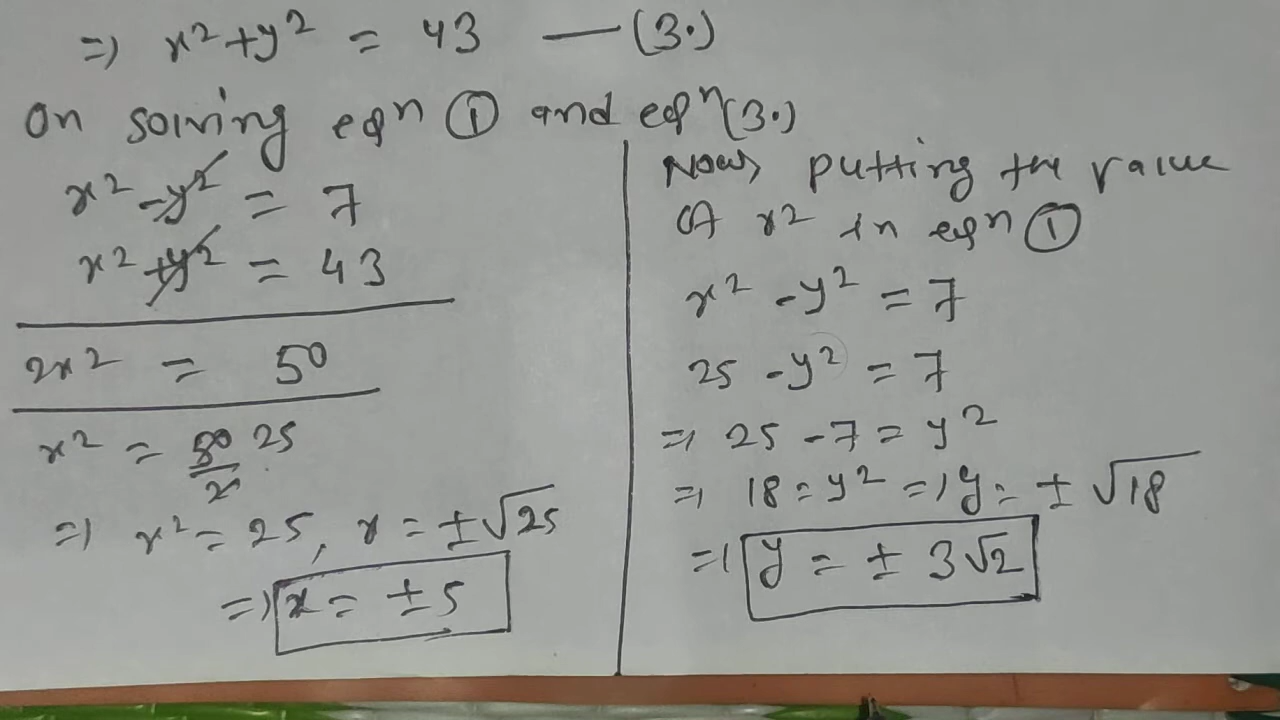 => x² + y² = 43 — (3.)
On solving eqn ① and eqn (3.)
x² - y² = 7
x² + y² = 43
2x² = 50
x² = 50/2 25
=> x² = 25, x = ±√25
=> x = ±5
Now, putting the value
of x² in eqn ①
x² - y² = 7
25 - y² = 7
=> 25 - 7 = y²
=> 18 = y² => y = ±√18
=> y = ± 3√2